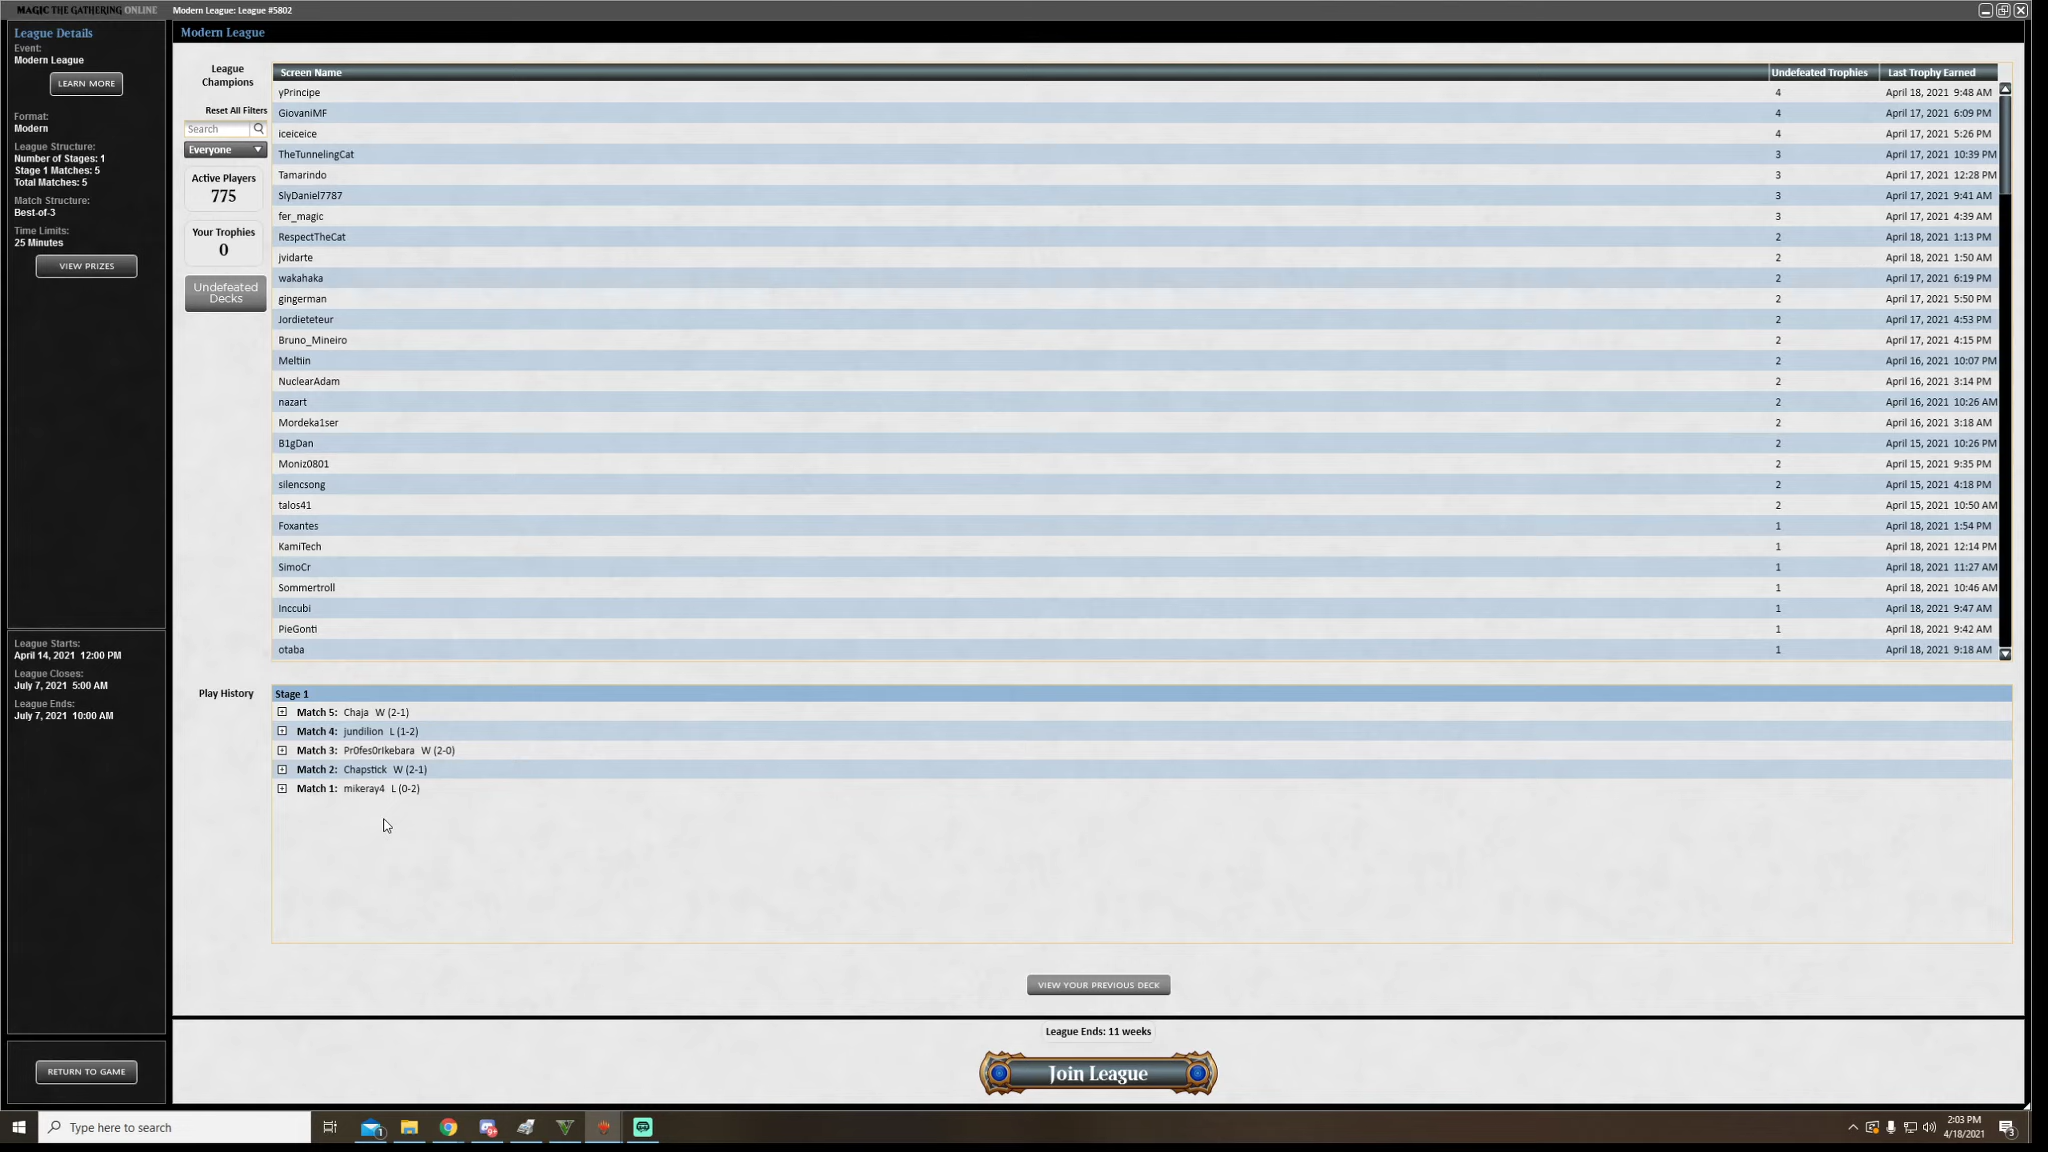 MAGIC THE GATHERING ONLINE
Modern League: League #5802
League Details
Event:
Modern League
LEARN MORE
Format:
Modern
League Structure:
Number of Stages: 1
Stage 1 Matches: 5
Total Matches: 5
Match Structure:
Best-of-3
Time Limits:
25 Minutes
VIEW PRIZES
League Starts:
April 14, 2021 12:00 PM
League Closes:
July 7, 2021 5:00 AM
League Ends:
July 7, 2021 10:00 AM
RETURN TO GAME
Modern League
League
Champions
Reset All Filters
Search
Everyone
Active Players
775
Your Trophies
0
Undefeated
Decks
Screen Name Undefeated Trophies Last Trophy Earned
yPrincipe 4 April 18, 2021 9:48 AM
GiovaniMF 4 April 17, 2021 6:09 PM
iceiceice 4 April 17, 2021 5:26 PM
TheTunnelingCat 3 April 17, 2021 10:39 PM
Tamarindo 3 April 17, 2021 12:28 PM
SlyDaniel7787 3 April 17, 2021 9:41 AM
fer_magic 3 April 17, 2021 4:39 AM
RespectTheCat 2 April 18, 2021 1:13 PM
jvidarte 2 April 18, 2021 1:50 AM
wakahaka 2 April 17, 2021 6:19 PM
gingerman 2 April 17, 2021 5:50 PM
Jordieteteur 2 April 17, 2021 4:53 PM
Bruno_Mineiro 2 April 17, 2021 4:15 PM
Meltiin 2 April 16, 2021 10:07 PM
NuclearAdam 2 April 16, 2021 3:14 PM
nazart 2 April 16, 2021 10:26 AM
Mordeka1ser 2 April 16, 2021 3:18 AM
B1gDan 2 April 15, 2021 10:26 PM
Moniz0801 2 April 15, 2021 9:35 PM
silencsong 2 April 15, 2021 4:18 PM
talos41 2 April 15, 2021 10:50 AM
Foxantes 1 April 18, 2021 1:54 PM
KamiTech 1 April 18, 2021 12:14 PM
SimoCr 1 April 18, 2021 11:27 AM
Sommertroll 1 April 18, 2021 10:46 AM
Inccubi 1 April 18, 2021 9:47 AM
PieGonti 1 April 18, 2021 9:42 AM
otaba 1 April 18, 2021 9:18 AM
Play History
Stage 1
Match 5: Chaja W (2-1)
Match 4: jundilion L (1-2)
Match 3: Pr0fes0rIkebara W (2-0)
Match 2: Chapstick W (2-1)
Match 1: mikeray4 L (0-2)
VIEW YOUR PREVIOUS DECK
League Ends: 11 weeks
Join League
Type here to search
1
9+
2:03 PM
4/18/2021
3